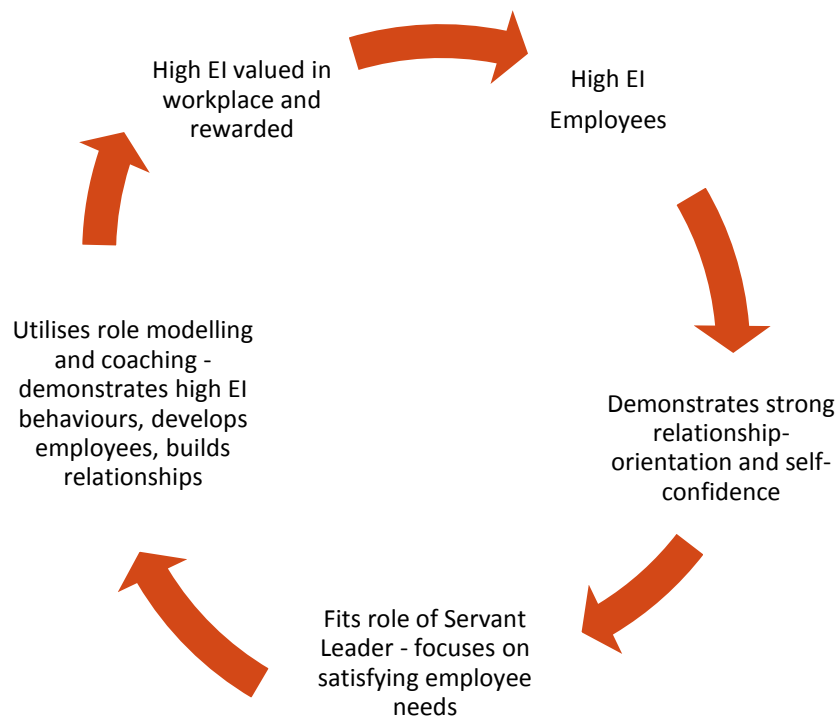 High EI valued in
workplace and
rewarded
High EI
Employees
Demonstrates strong
relationship-
orientation and self-
confidence
Fits role of Servant
Leader - focuses on
satisfying employee
needs
Utilises role modelling
and coaching -
demonstrates high EI
behaviours, develops
employees, builds
relationships